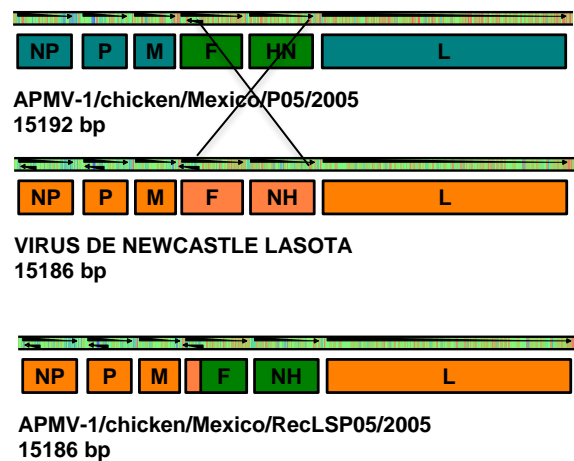 NP P M F HN L
APMV-1/chicken/Mexico/P05/2005
15192 bp
NP P M F NH L
VIRUS DE NEWCASTLE LASOTA
15186 bp
NP P M F NH L
APMV-1/chicken/Mexico/RecLSP05/2005
15186 bp